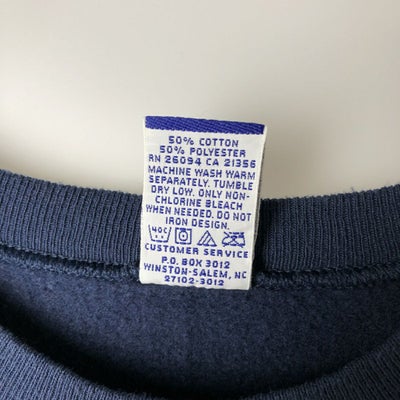 50% COTTON
50% POLYESTER
RN 26094 CA 21356
MACHINE WASH WARM
SEPARATELY. TUMBLE
DRY LOW. ONLY NON-
CHLORINE BLEACH
WHEN NEEDED. DO NOT
IRON DESIGN.
40C
CUSTOMER SERVICE
P.O. BOX 3012
WINSTON-SALEM, NC
27102-3012